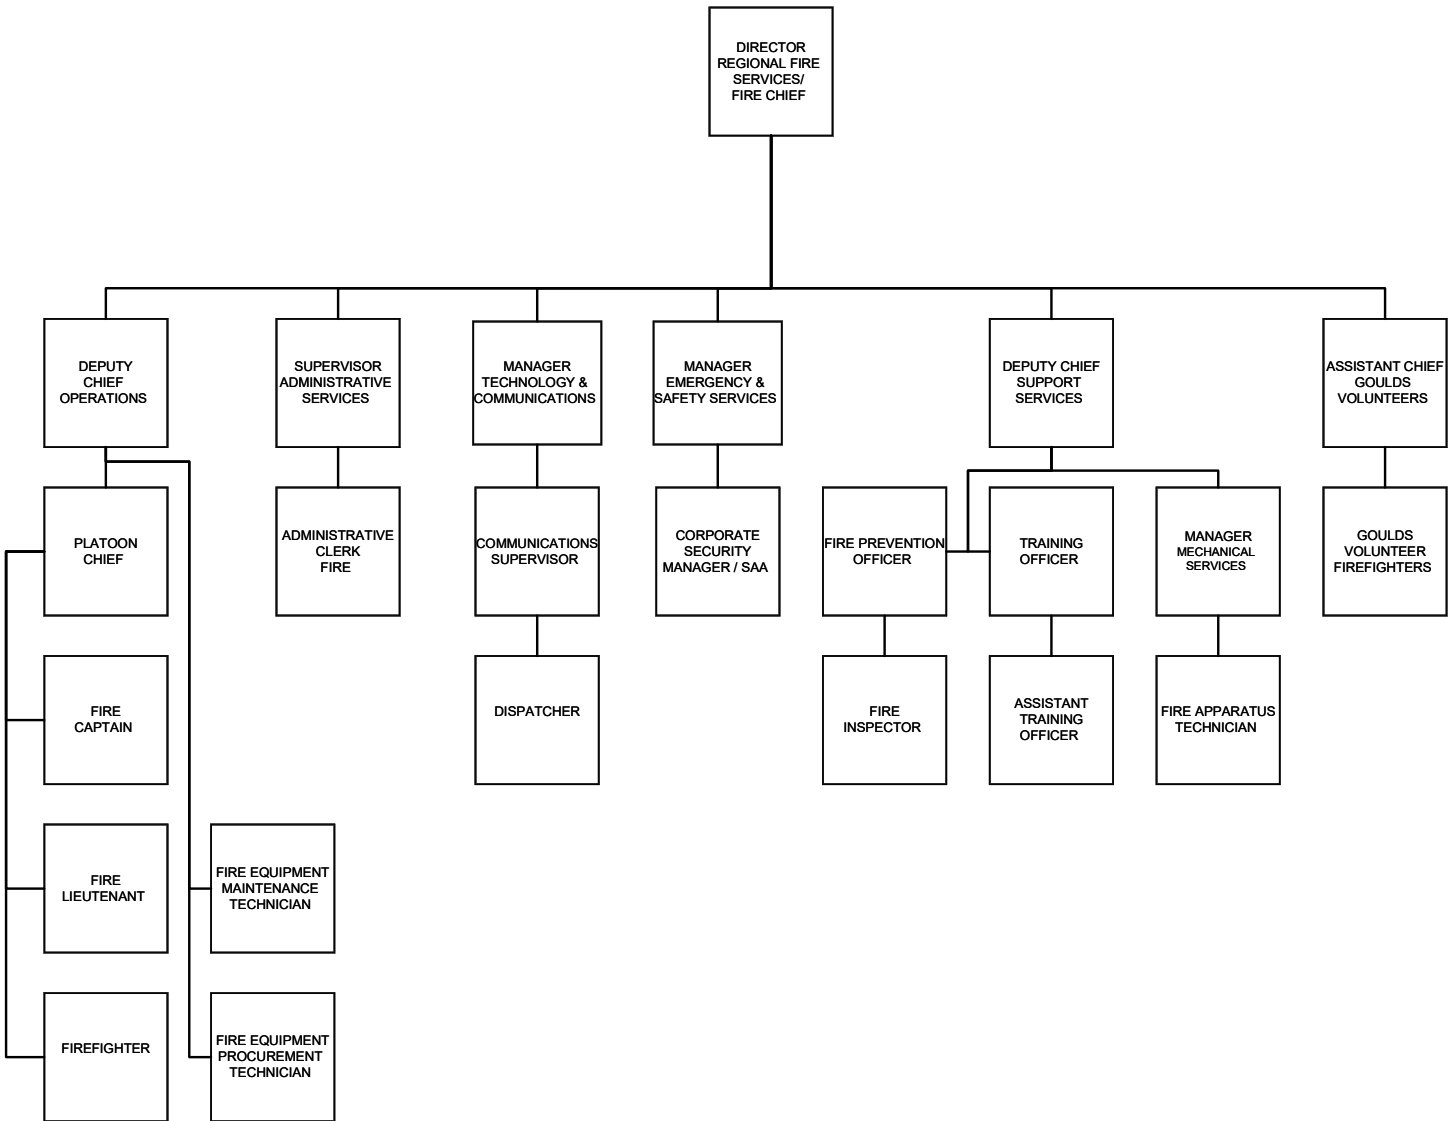 DIRECTOR
REGIONAL FIRE
SERVICES/
FIRE CHIEF
DEPUTY
CHIEF
OPERATIONS
SUPERVISOR
ADMINISTRATIVE
SERVICES
MANAGER
TECHNOLOGY &
COMMUNICATIONS
MANAGER
EMERGENCY &
SAFETY SERVICES
DEPUTY CHIEF
SUPPORT
SERVICES
ASSISTANT CHIEF
GOULDS
VOLUNTEERS
PLATOON
CHIEF
ADMINISTRATIVE
CLERK
FIRE
COMMUNICATIONS
SUPERVISOR
CORPORATE
SECURITY
MANAGER / SAA
FIRE PREVENTION
OFFICER
TRAINING
OFFICER
MANAGER
MECHANICAL
SERVICES
GOULDS
VOLUNTEER
FIREFIGHTERS
FIRE
CAPTAIN
DISPATCHER
FIRE
INSPECTOR
ASSISTANT
TRAINING
OFFICER
FIRE APPARATUS
TECHNICIAN
FIRE
LIEUTENANT
FIRE EQUIPMENT
MAINTENANCE
TECHNICIAN
FIREFIGHTER
FIRE EQUIPMENT
PROCUREMENT
TECHNICIAN